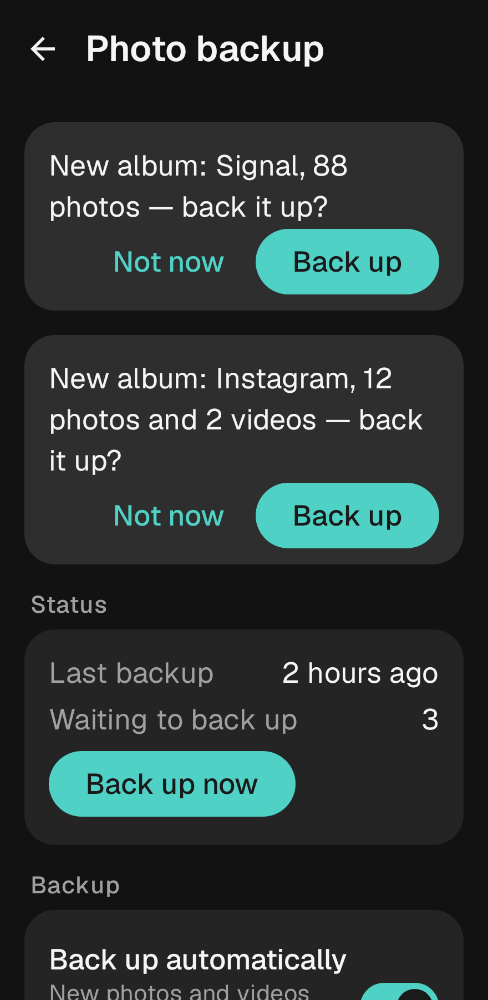 Photo backup
New album: Signal, 88
photos — back it up?
Not now
Back up
New album: Instagram, 12
photos and 2 videos — back
it up?
Not now
Back up
Status
Last backup
2 hours ago
Waiting to back up
3
Back up now
Backup
Back up automatically
New photos and videos